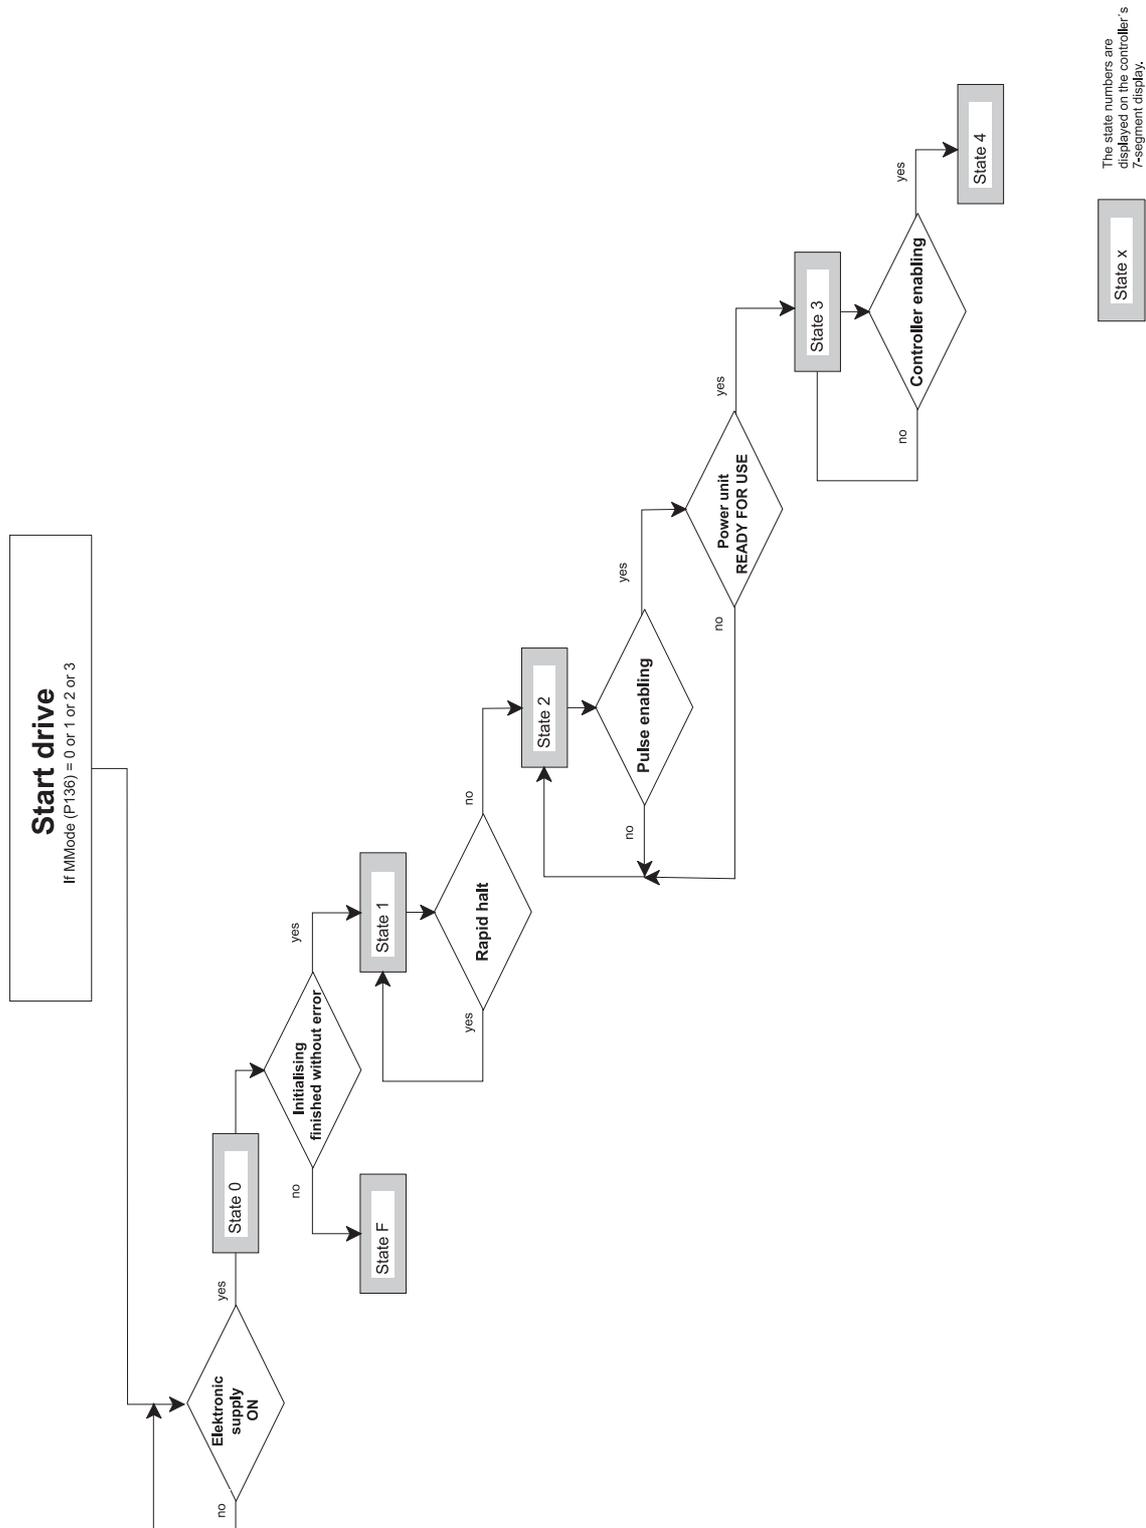 Start drive
If MMode (P136) = 0 or 1 or 2 or 3
Elektronic
supply
ON
no
yes
State 0
Initialising
finished without error
no
yes
State F
State 1
Rapid halt
yes
no
State 2
Pulse enabling
no
yes
Power unit
READY FOR USE
no
yes
State 3
Controller enabling
no
yes
State 4
State x
The state numbers are
displayed on the controller´s
7-segment display.